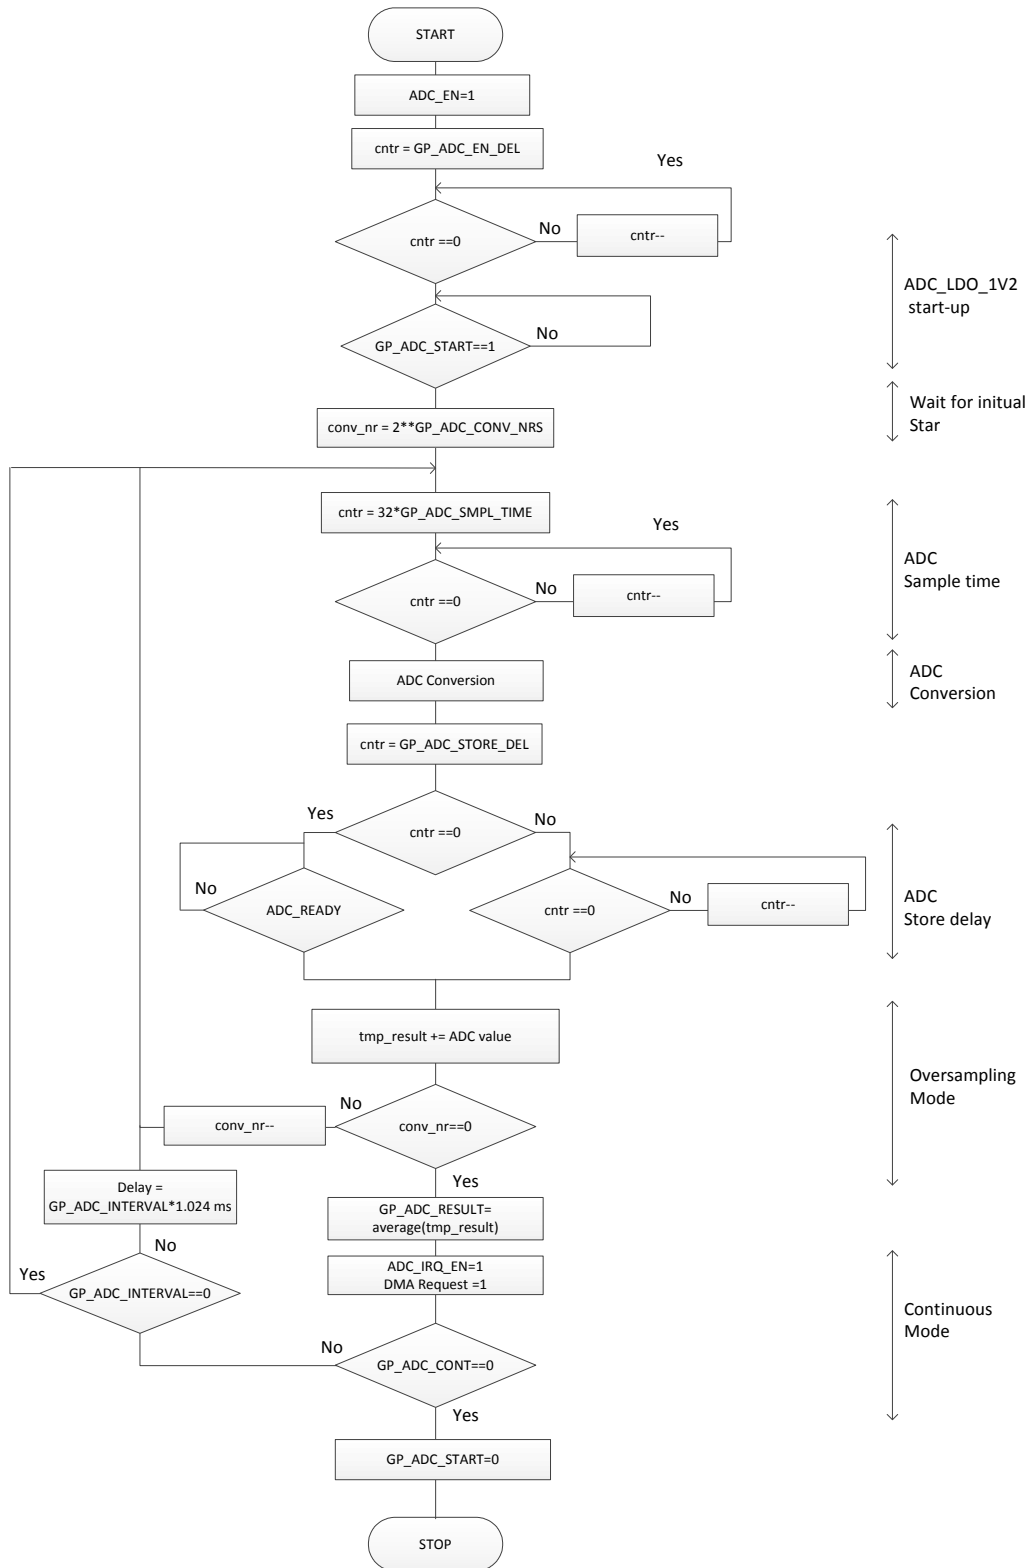 START
ADC_EN=1
cntr = GP_ADC_EN_DEL
Yes
cntr ==0
No
cntr--
ADC_LDO_1V2
start-up
GP_ADC_START==1
No
Wait for initual
Star
conv_nr = 2**GP_ADC_CONV_NRS
cntr = 32*GP_ADC_SMPL_TIME
Yes
cntr ==0
No
cntr--
ADC
Sample time
ADC Conversion
ADC
Conversion
cntr = GP_ADC_STORE_DEL
Yes
cntr ==0
No
No
ADC_READY
cntr ==0
No
cntr--
ADC
Store delay
tmp_result += ADC value
Oversampling
Mode
conv_nr--
No
conv_nr==0
Yes
Delay =
GP_ADC_INTERVAL*1.024 ms
GP_ADC_RESULT=
average(tmp_result)
No
Yes
GP_ADC_INTERVAL==0
ADC_IRQ_EN=1
DMA Request =1
Continuous
Mode
No
GP_ADC_CONT==0
Yes
GP_ADC_START=0
STOP